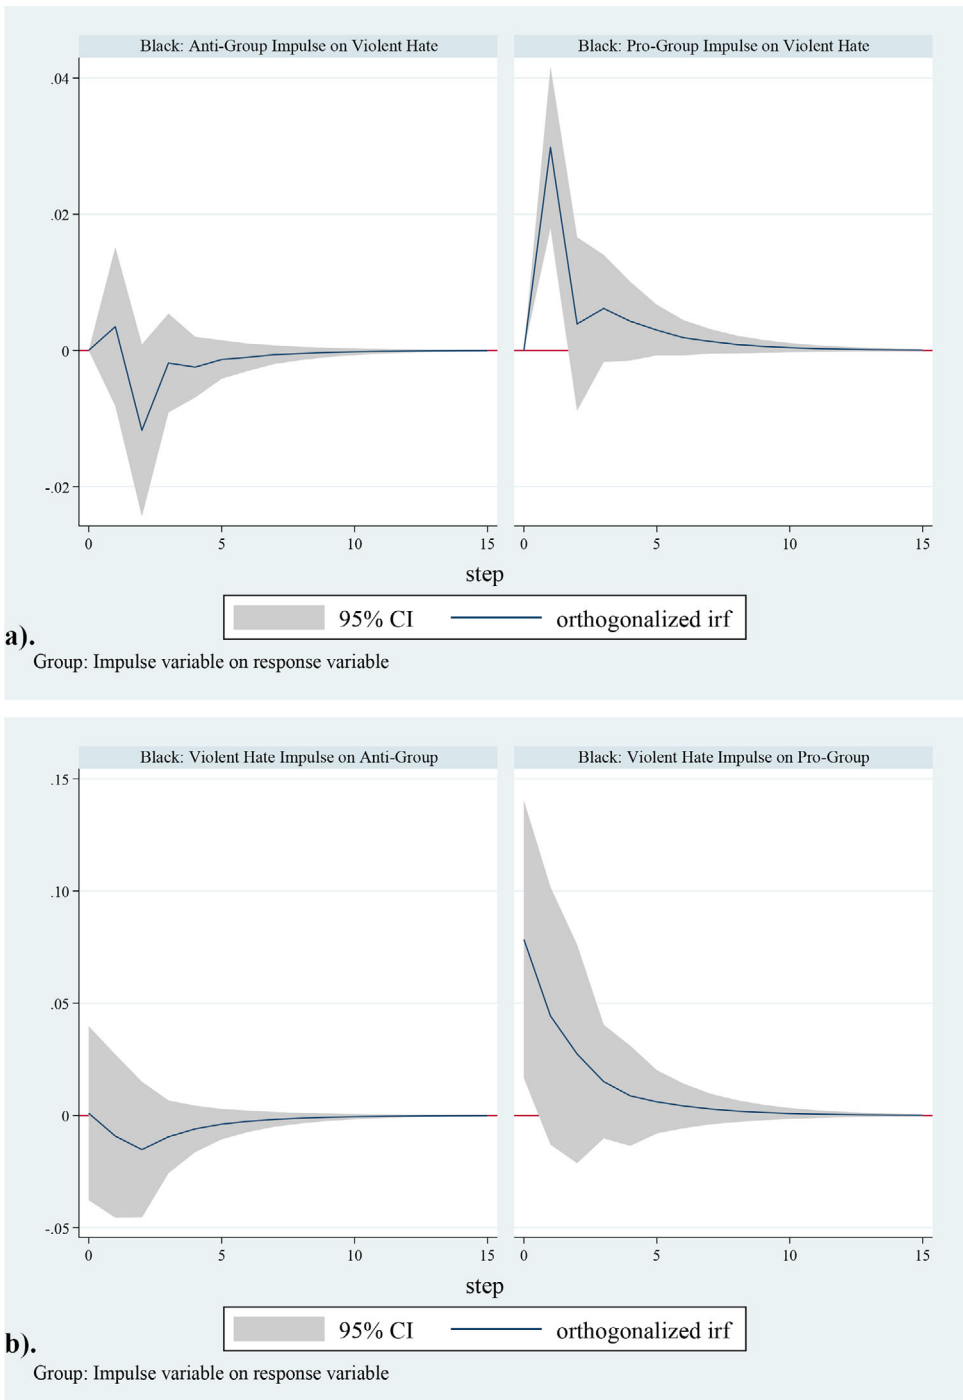 Black: Anti-Group Impulse on Violent Hate
Black: Pro-Group Impulse on Violent Hate
.04
.02
0
-.02
0 5 10 15
0 5 10 15
step
95% CI
orthogonalized irf
a).
Group: Impulse variable on response variable
Black: Violent Hate Impulse on Anti-Group
Black: Violent Hate Impulse on Pro-Group
.15
.10
.05
0
-.05
0 5 10 15
0 5 10 15
step
95% CI
orthogonalized irf
b).
Group: Impulse variable on response variable